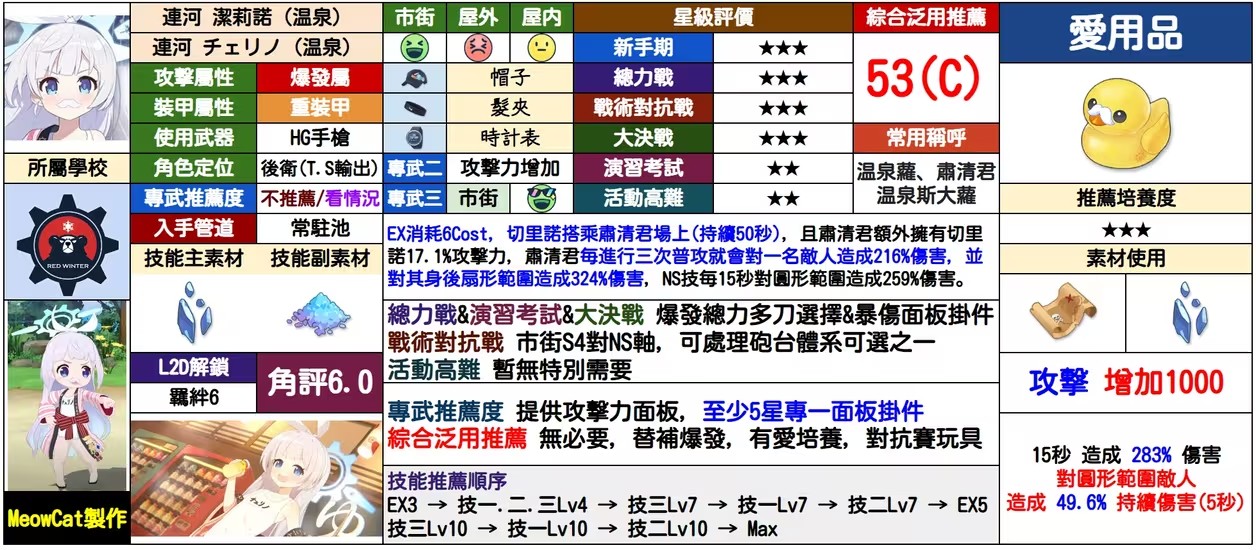 連河 潔莉諾（溫泉）
連河 チェリノ（温泉）
攻擊屬性 爆發屬
裝甲屬性 重裝甲
使用武器 HG手槍
所屬學校
角色定位 後衛(T.S輸出)
專武推薦度 不推薦/看情況
入手管道 常駐池
技能主素材 技能副素材
RED WINTER
L2D解鎖
羈絆6
角評6.0
MeowCat製作
市街 屋外 屋内
帽子
髮夾
時計表
專武二 攻擊力增加
專武三 市街
星級評價
新手期 ★★★
總力戰 ★★★
戰術對抗戰 ★★★
大決戰 ★★★
演習考試 ★★
活動高難 ★★
綜合泛用推薦
53(C)
常用稱呼
溫泉蘿、肅清君
溫泉斯大蘿
EX消耗6Cost，切里諾搭乘肅清君場上(持續50秒)，且肅清君額外擁有切里
諾17.1%攻擊力，肅清君每進行三次普攻就會對一名敵人造成216%傷害，並
對其身後扇形範圍造成324%傷害，NS技每15秒對圓形範圍造成259%傷害。
總力戰&演習考試&大決戰 爆發總力多刀選擇&暴傷面板掛件
戰術對抗戰 市街S4對NS軸，可處理砲台體系可選之一
活動高難 暫無特別需要
專武推薦度 提供攻擊力面板，至少5星專一面板掛件
綜合泛用推薦 無必要，替補爆發，有愛培養，對抗賽玩具
技能推薦順序
EX3 → 技一.二.三Lv4 → 技三Lv7 → 技一Lv7 → 技二Lv7 → EX5
技三Lv10 → 技一Lv10 → 技二Lv10 → Max
愛用品
推薦培養度
★★★
素材使用
攻擊 增加1000
15秒 造成 283% 傷害
對圓形範圍敵人
造成 49.6% 持續傷害(5秒)